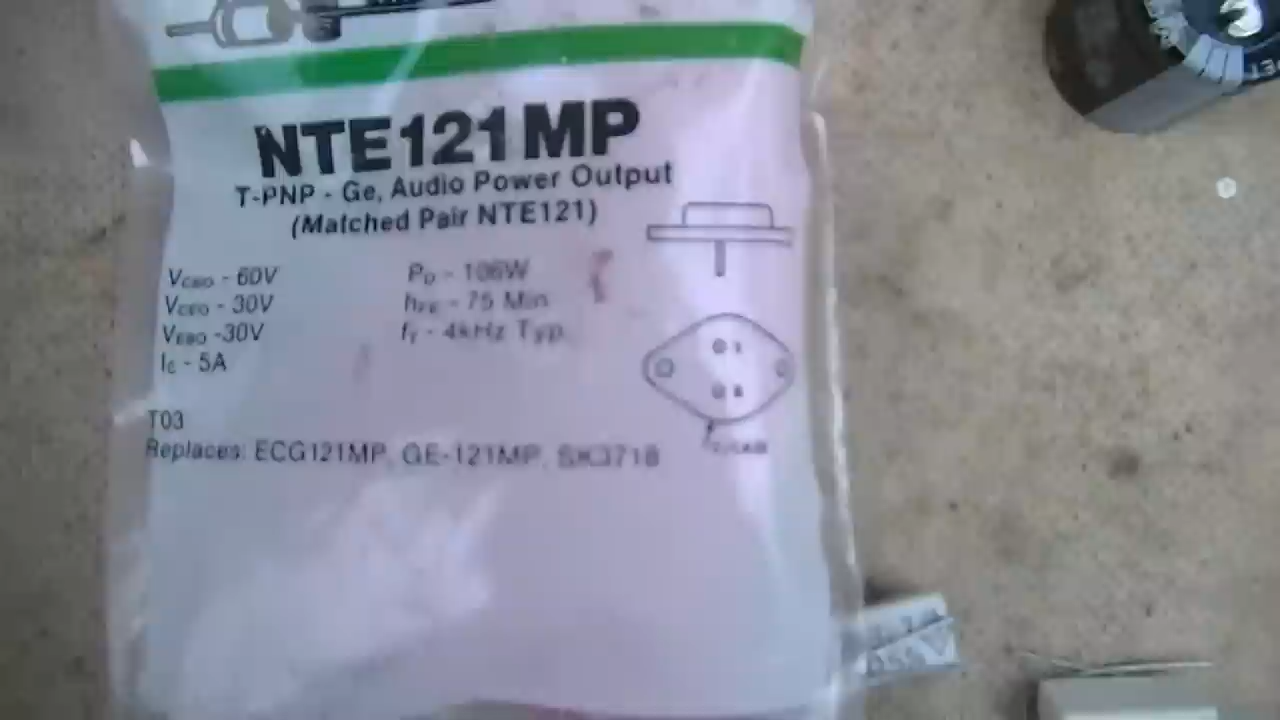 NTE121MP
T-PNP - Ge, Audio Power Output
(Matched Pair NTE121)
VCBO - 60V
VCEO - 30V
VEBO -30V
IC - 5A
PD - 106W
hFE - 75 Min
fT - 4kHz Typ.
T03
Replaces: ECG121MP, GE-121MP, SK3718